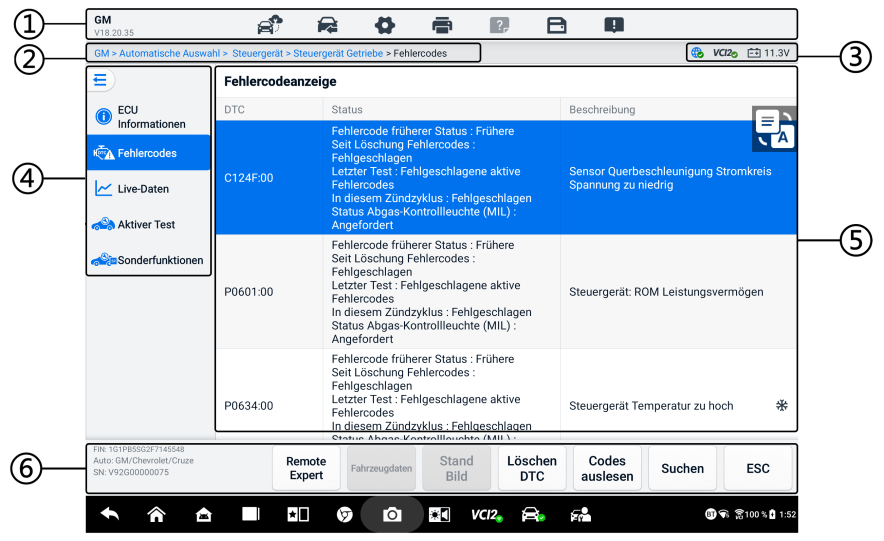 ①
GM
V18.20.35
②
GM > Automatische Auswahl > Steuergerät > Steuergerät Getriebe > Fehlercodes
VCI2
11.3V
③
④
ECU
Informationen
Fehlercodes
Live-Daten
Aktiver Test
Sonderfunktionen
Fehlercodeanzeige
DTC
Status
Beschreibung
A
C124F:00
Fehlercode früherer Status : Frühere
Seit Löschung Fehlercodes :
Fehlgeschlagen
Letzter Test : Fehlgeschlagene aktive
Fehlercodes
In diesem Zündzyklus : Fehlgeschlagen
Status Abgas-Kontrollleuchte (MIL) :
Angefordert
Sensor Querbeschleunigung Stromkreis
Spannung zu niedrig
⑤
P0601:00
Fehlercode früherer Status : Frühere
Seit Löschung Fehlercodes :
Fehlgeschlagen
Letzter Test : Fehlgeschlagene aktive
Fehlercodes
In diesem Zündzyklus : Fehlgeschlagen
Status Abgas-Kontrollleuchte (MIL) :
Angefordert
Steuergerät: ROM Leistungsvermögen
P0634:00
Fehlercode früherer Status : Frühere
Seit Löschung Fehlercodes :
Fehlgeschlagen
Letzter Test : Fehlgeschlagene aktive
Fehlercodes
In diesem Zündzyklus : Fehlgeschlagen
Status Abgas-Kontrollleuchte (MIL) :
Steuergerät Temperatur zu hoch
⑥
FIN: 1G1PB5SG2F7145548
Auto: GM/Chevrolet/Cruze
SN: V92G00000075
Remote
Expert
Fahrzeugdaten
Stand
Bild
Löschen
DTC
Codes
auslesen
Suchen
ESC
VCI2
BT
100 %
1:52